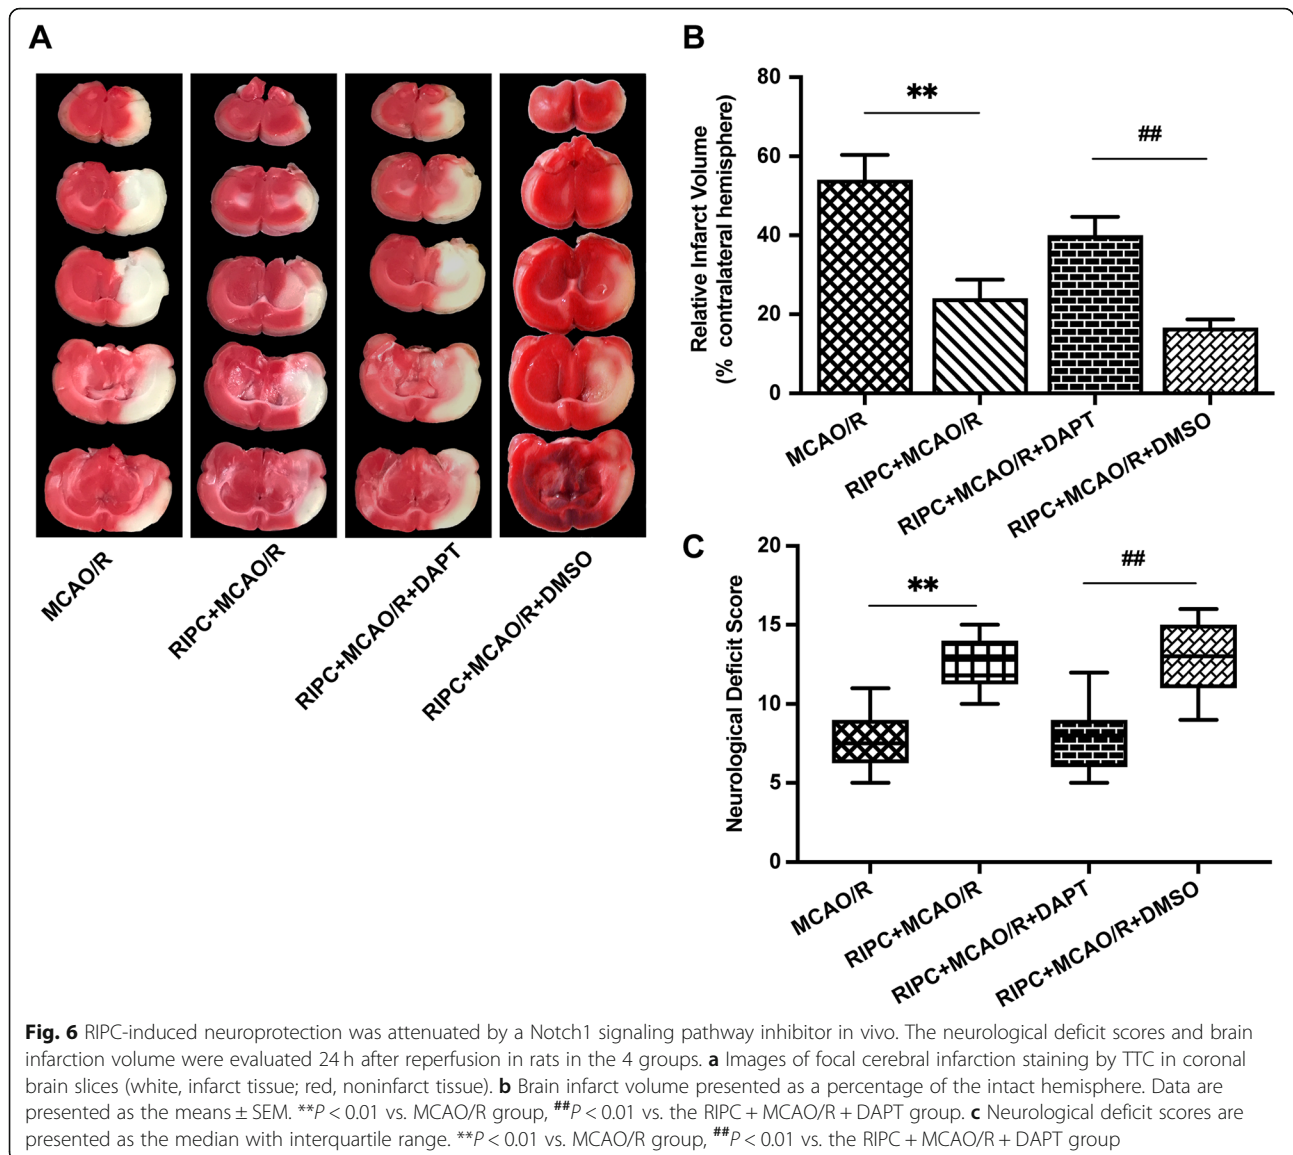 A
MCAO/R
RIPC+MCAO/R
RIPC+MCAO/R+DAPT
RIPC+MCAO/R+DMSO
B
Relative Infarct Volume
(% contralateral hemisphere)
80
60
40
20
0
**
##
MCAO/R
RIPC+MCAO/R
RIPC+MCAO/R+DAPT
RIPC+MCAO/R+DMSO
C
Neurological Deficit Score
20
15
10
5
0
**
##
MCAO/R
RIPC+MCAO/R
RIPC+MCAO/R+DAPT
RIPC+MCAO/R+DMSO
Fig. 6 RIPC-induced neuroprotection was attenuated by a Notch1 signaling pathway inhibitor in vivo. The neurological deficit scores and brain
infarction volume were evaluated 24 h after reperfusion in rats in the 4 groups. a Images of focal cerebral infarction staining by TTC in coronal
brain slices (white, infarct tissue; red, noninfarct tissue). b Brain infarct volume presented as a percentage of the intact hemisphere. Data are
presented as the means ± SEM. **P < 0.01 vs. MCAO/R group, ##P < 0.01 vs. the RIPC + MCAO/R + DAPT group. c Neurological deficit scores are
presented as the median with interquartile range. **P < 0.01 vs. MCAO/R group, ##P < 0.01 vs. the RIPC + MCAO/R + DAPT group